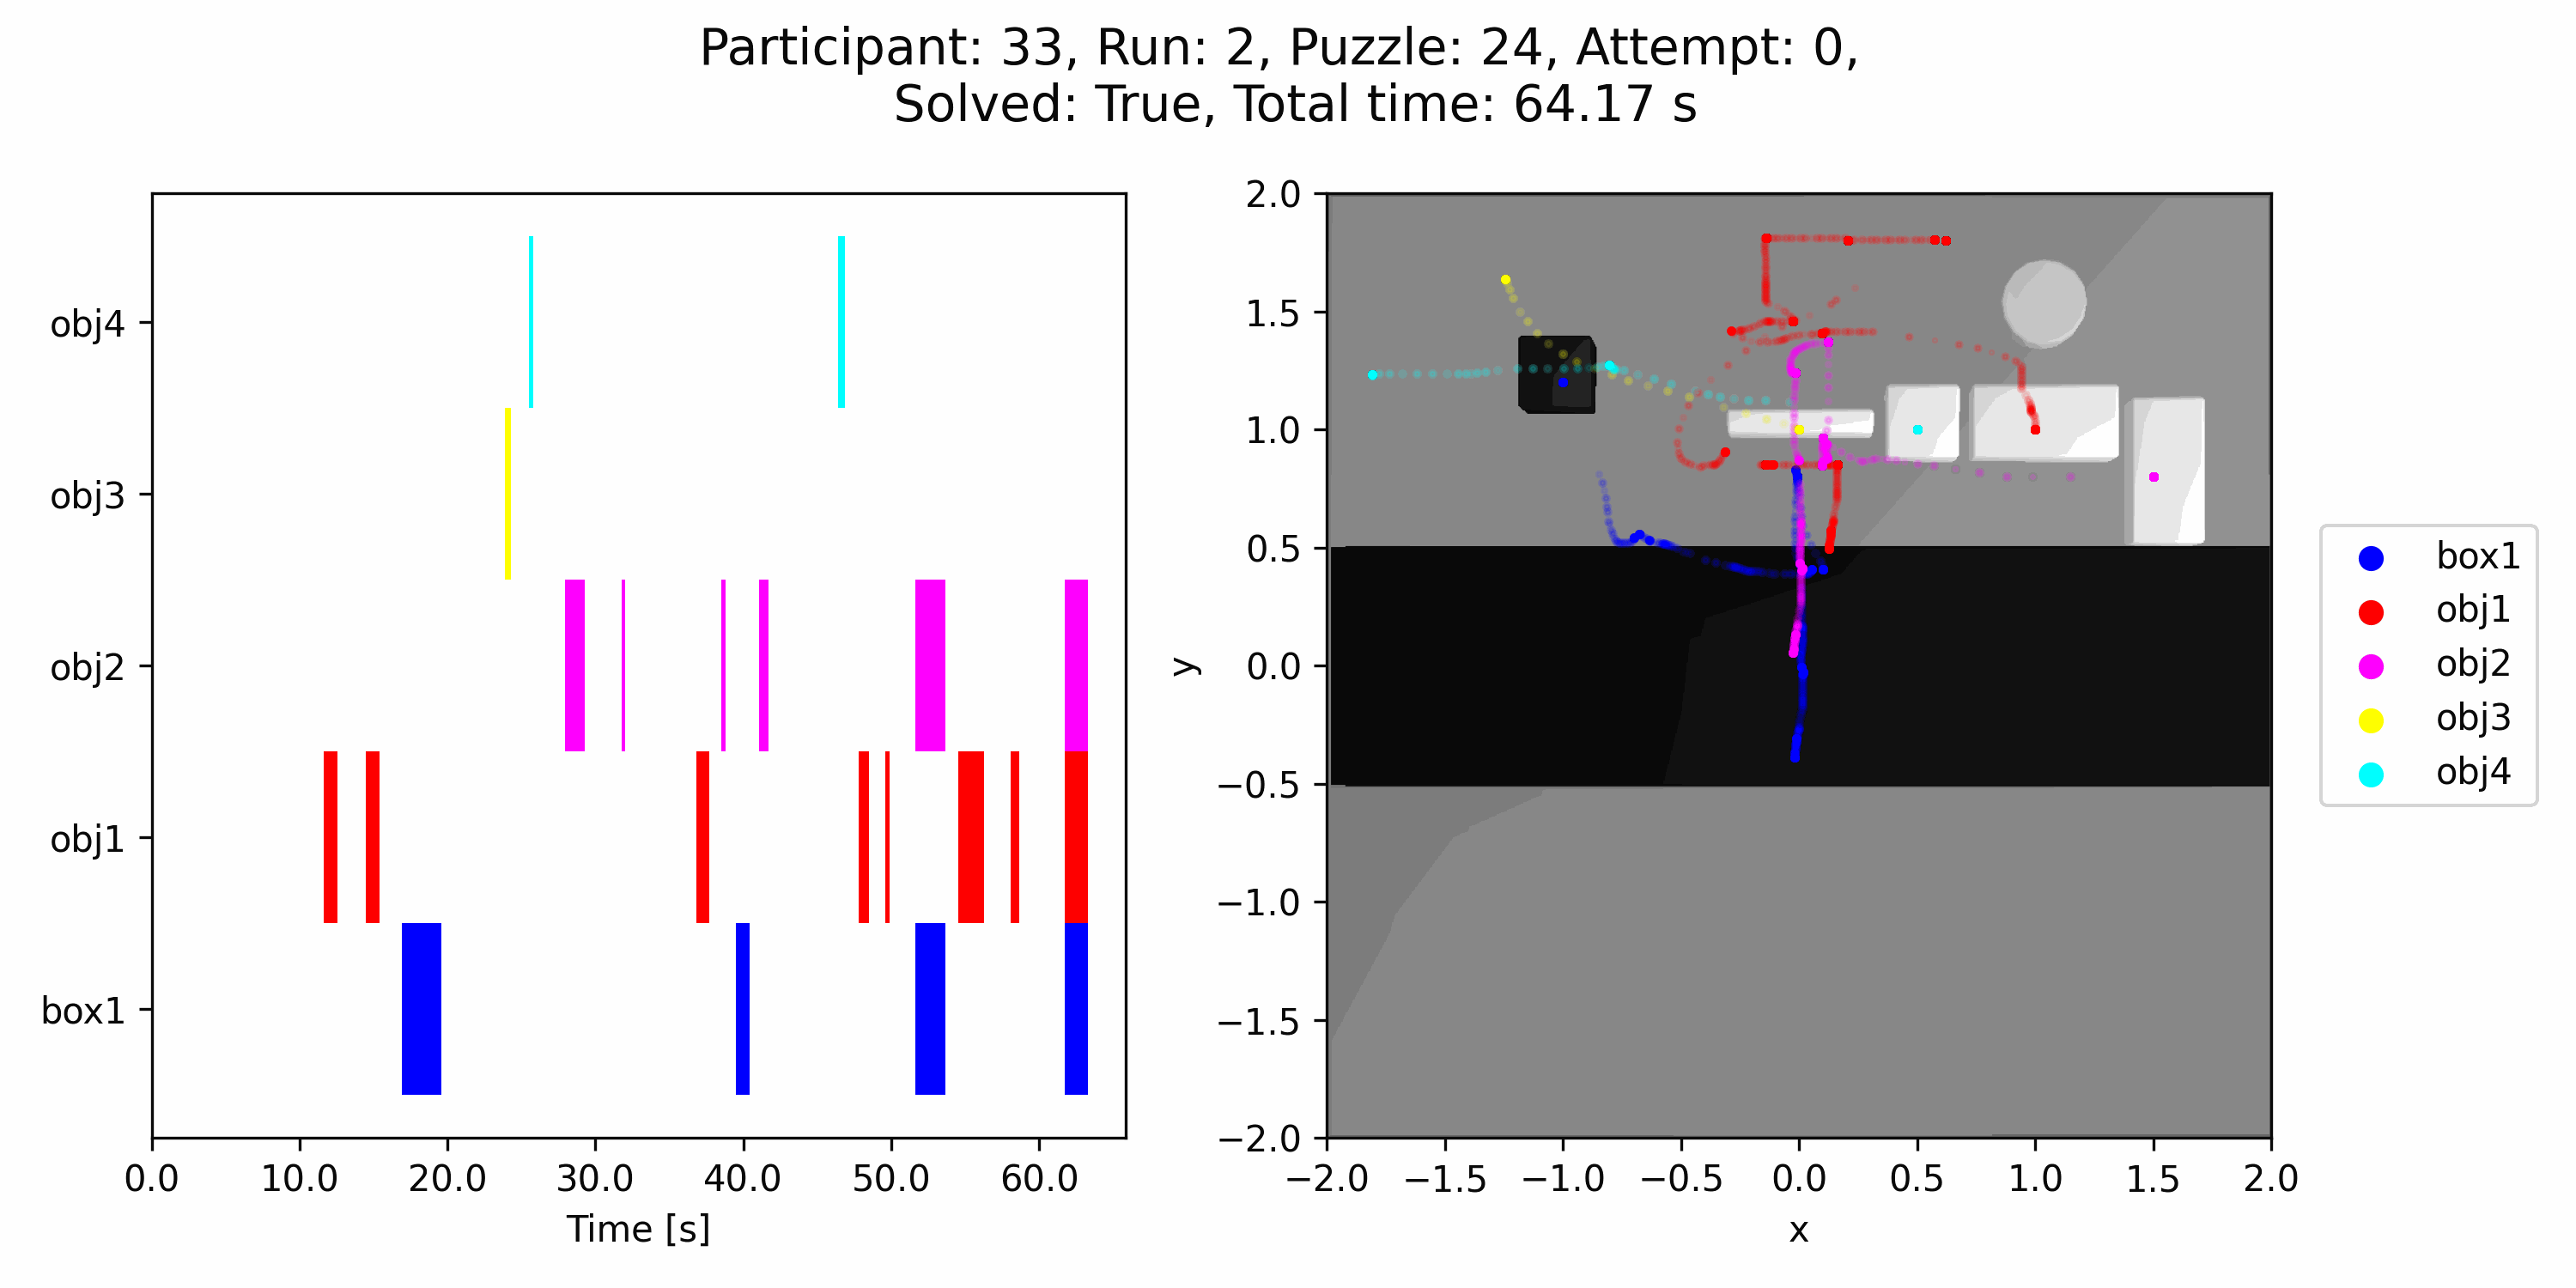 Participant: 33, Run: 2, Puzzle: 24, Attempt: 0,
Solved: True, Total time: 64.17 s
obj4
obj3
obj2
obj1
box1
0.0 10.0 20.0 30.0 40.0 50.0 60.0
Time [s]
2.0
1.5
1.0
0.5
0.0
−0.5
−1.0
−1.5
−2.0
y
−2.0 −1.5 −1.0 −0.5 0.0 0.5 1.0 1.5 2.0
x
box1
obj1
obj2
obj3
obj4